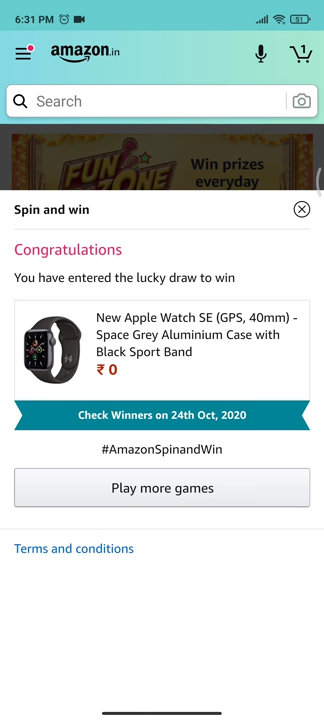 6:31 PM
51
amazon.in
1
Search
FUN
ZONE
Win prizes
everyday
Spin and win
Congratulations
You have entered the lucky draw to win
New Apple Watch SE (GPS, 40mm) -
Space Grey Aluminium Case with
Black Sport Band
₹ 0
Check Winners on 24th Oct, 2020
#AmazonSpinandWin
Play more games
Terms and conditions